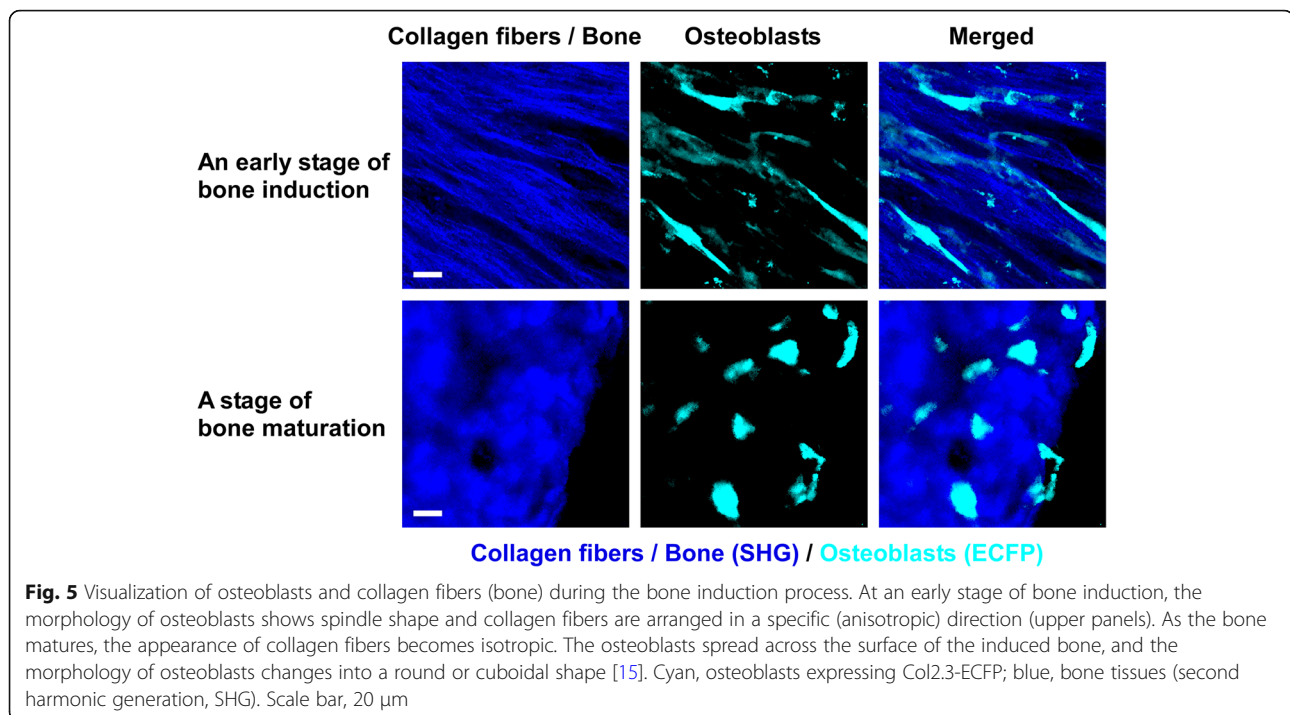 Collagen fibers / Bone Osteoblasts Merged
An early stage of
bone induction
A stage of
bone maturation
Collagen fibers / Bone (SHG) / Osteoblasts (ECFP)
Fig. 5 Visualization of osteoblasts and collagen fibers (bone) during the bone induction process. At an early stage of bone induction, the
morphology of osteoblasts shows spindle shape and collagen fibers are arranged in a specific (anisotropic) direction (upper panels). As the bone
matures, the appearance of collagen fibers becomes isotropic. The osteoblasts spread across the surface of the induced bone, and the
morphology of osteoblasts changes into a round or cuboidal shape [15]. Cyan, osteoblasts expressing Col2.3-ECFP; blue, bone tissues (second
harmonic generation, SHG). Scale bar, 20 μm